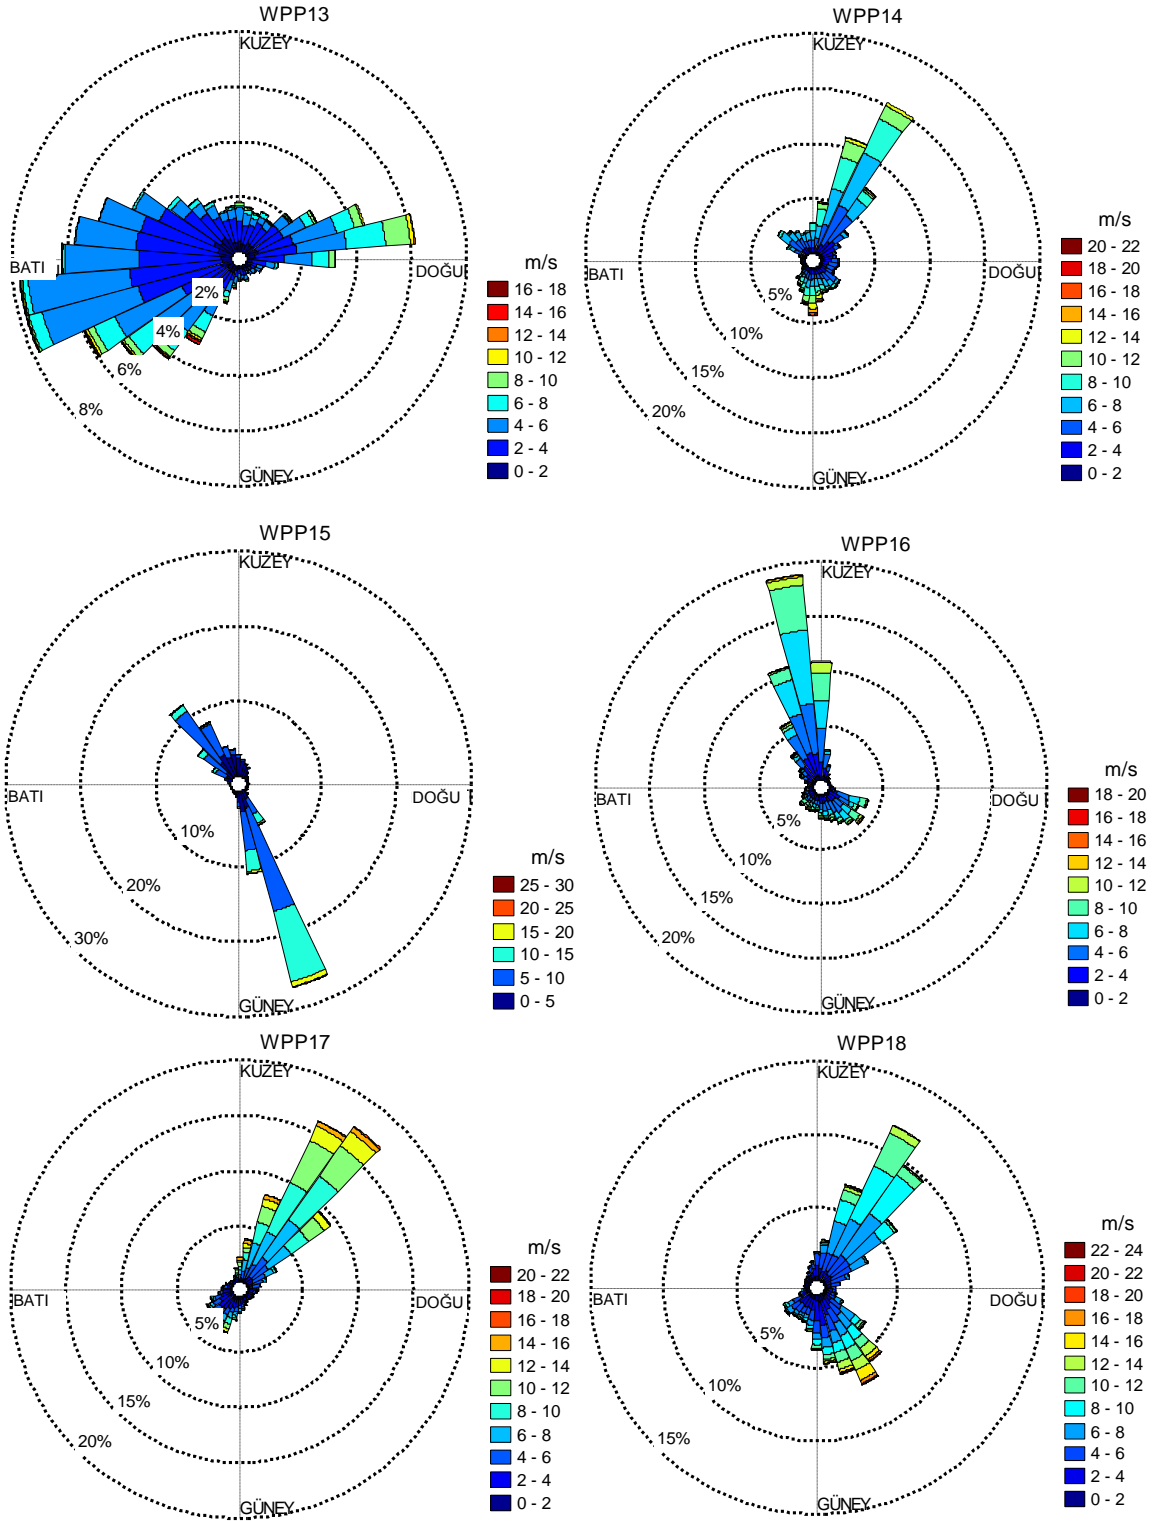 WPP13
KUZEY
BATI
DOĞU
GÜNEY
2%
4%
6%
8%
m/s
16 - 18
14 - 16
12 - 14
10 - 12
8 - 10
6 - 8
4 - 6
2 - 4
0 - 2
WPP14
KUZEY
BATI
DOĞU
GÜNEY
5%
10%
15%
20%
m/s
20 - 22
18 - 20
16 - 18
14 - 16
12 - 14
10 - 12
8 - 10
6 - 8
4 - 6
2 - 4
0 - 2
WPP15
KUZEY
BATI
DOĞU
GÜNEY
10%
20%
30%
m/s
25 - 30
20 - 25
15 - 20
10 - 15
5 - 10
0 - 5
WPP16
KUZEY
BATI
DOĞU
GÜNEY
5%
10%
15%
20%
m/s
18 - 20
16 - 18
14 - 16
12 - 14
10 - 12
8 - 10
6 - 8
4 - 6
2 - 4
0 - 2
WPP17
KUZEY
BATI
DOĞU
GÜNEY
5%
10%
15%
20%
m/s
20 - 22
18 - 20
16 - 18
14 - 16
12 - 14
10 - 12
8 - 10
6 - 8
4 - 6
2 - 4
0 - 2
WPP18
KUZEY
BATI
DOĞU
GÜNEY
5%
10%
15%
m/s
22 - 24
20 - 22
18 - 20
16 - 18
14 - 16
12 - 14
10 - 12
8 - 10
6 - 8
4 - 6
2 - 4
0 - 2